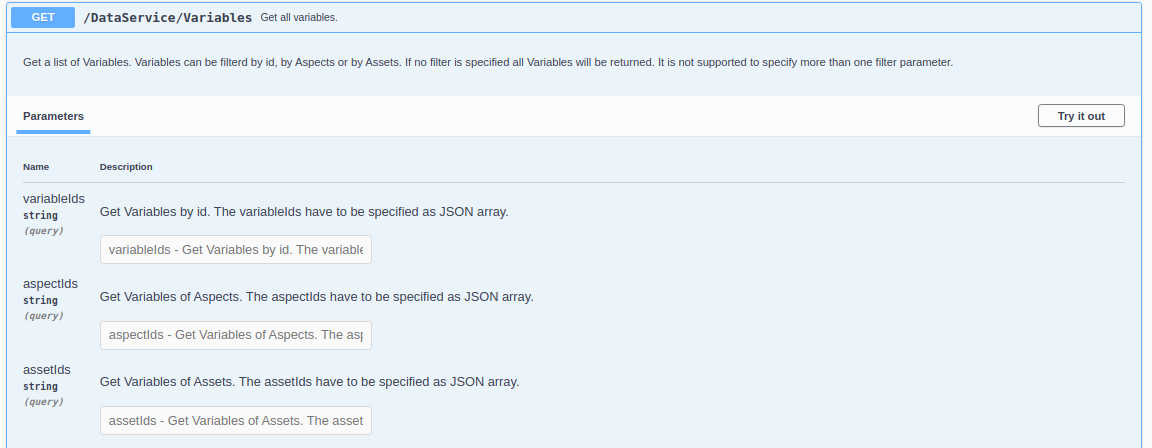 GET /DataService/Variables Get all variables.
Get a list of Variables. Variables can be filterd by id, by Aspects or by Assets. If no filter is specified all Variables will be returned. It is not supported to specify more than one filter parameter.
Parameters Try it out
Name Description
variableIds
string
(query)
Get Variables by id. The variableIds have to be specified as JSON array.
variableIds - Get Variables by id. The variable
aspectIds
string
(query)
Get Variables of Aspects. The aspectIds have to be specified as JSON array.
aspectIds - Get Variables of Aspects. The asp
assetIds
string
(query)
Get Variables of Assets. The assetIds have to be specified as JSON array.
assetIds - Get Variables of Assets. The asset